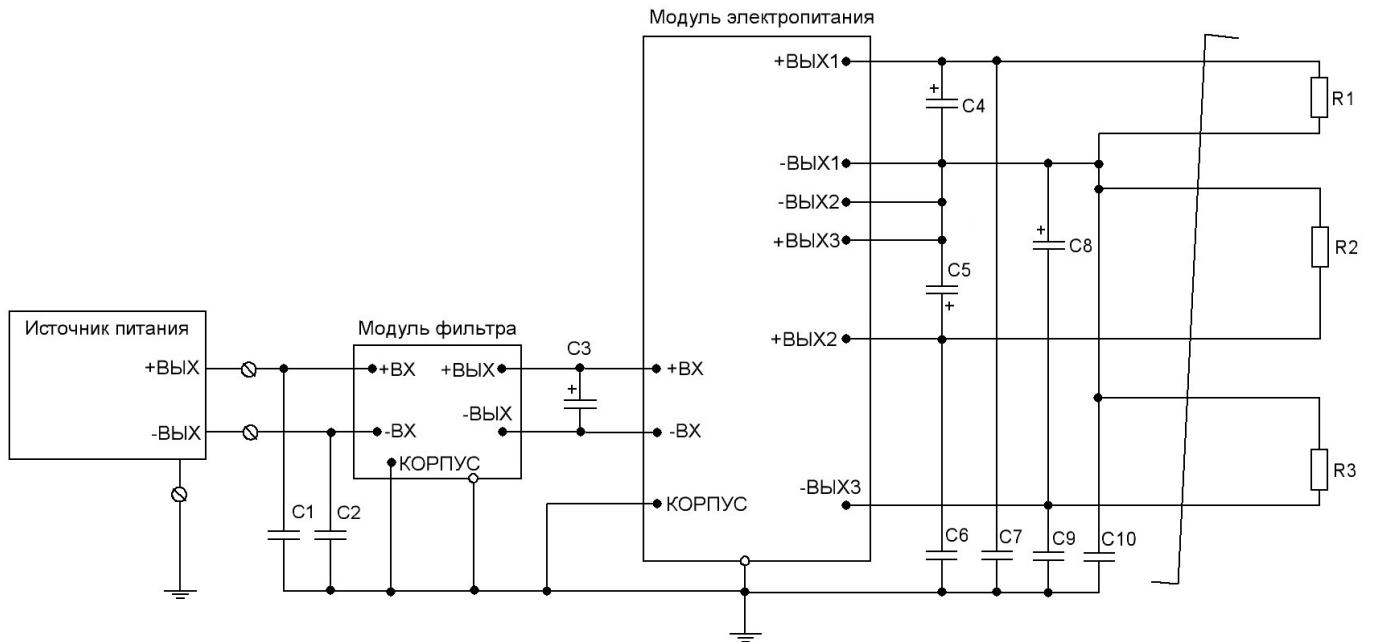 Модуль электропитания
+ВЫХ1
+
C4
R1
-ВЫХ1
-ВЫХ2
+ВЫХ3
+
C8
R2
C5
+
+ВЫХ2
Источник питания
+ВЫХ
-ВЫХ
Модуль фильтра
+ВХ
+ВЫХ
-ВЫХ
-ВХ
КОРПУС
C3
+
+ВХ
-ВХ
КОРПУС
-ВЫХ3
R3
C1
C2
C6
C7
C9
C10